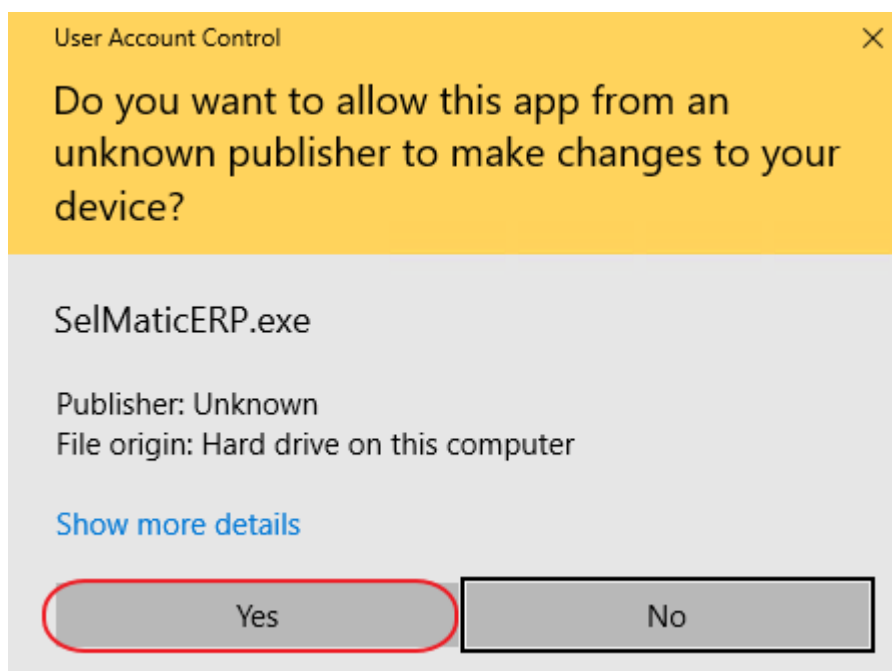 User Account Control
Do you want to allow this app from an
unknown publisher to make changes to your
device?
SelMaticERP.exe
Publisher: Unknown
File origin: Hard drive on this computer
Show more details
Yes
No